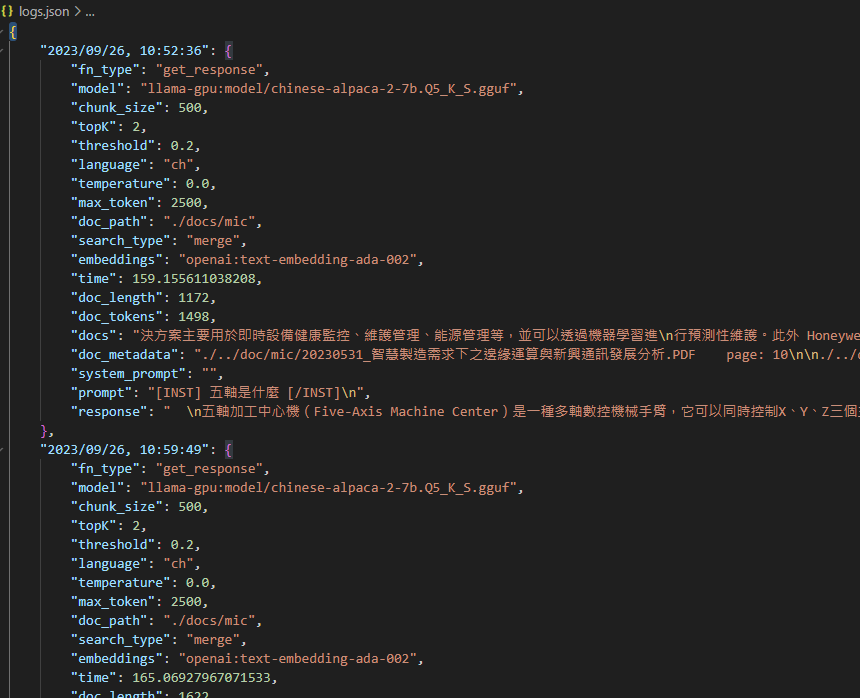 {} logs.json > ...
{
"2023/09/26, 10:52:36": {
"fn_type": "get_response",
"model": "llama-gpu:model/chinese-alpaca-2-7b.Q5_K_S.gguf",
"chunk_size": 500,
"topK": 2,
"threshold": 0.2,
"language": "ch",
"temperature": 0.0,
"max_token": 2500,
"doc_path": "./docs/mic",
"search_type": "merge",
"embeddings": "openai:text-embedding-ada-002",
"time": 159.155611038208,
"doc_length": 1172,
"doc_tokens": 1498,
"docs": "決方案主要用於即時設備健康監控、維護管理、能源管理等，並可以透過機器學習進\n行預測性維護。此外 Honeywe
"doc_metadata": "./../doc/mic/20230531_智慧製造需求下之邊緣運算與新興通訊發展分析.PDF    page: 10\n\n./../
"system_prompt": "",
"prompt": "[INST] 五軸是什麼 [/INST]\n",
"response": "  \n五軸加工中心機（Five-Axis Machine Center）是一種多軸數控機械手臂，它可以同時控制X、Y、Z三個
},
"2023/09/26, 10:59:49": {
"fn_type": "get_response",
"model": "llama-gpu:model/chinese-alpaca-2-7b.Q5_K_S.gguf",
"chunk_size": 500,
"topK": 2,
"threshold": 0.2,
"language": "ch",
"temperature": 0.0,
"max_token": 2500,
"doc_path": "./docs/mic",
"search_type": "merge",
"embeddings": "openai:text-embedding-ada-002",
"time": 165.06927967071533,
"doc_length": 1622